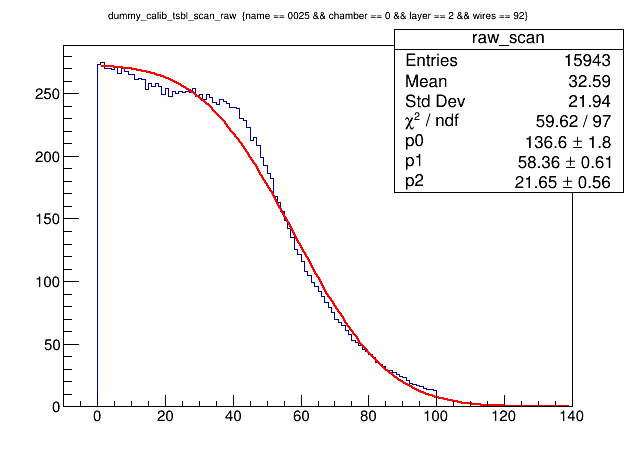 dummy_calib_tsbl_scan_raw {name == 0025 && chamber == 0 && layer == 2 && wires == 92}
raw_scan
Entries 15943
Mean 32.59
Std Dev 21.94
χ² / ndf 59.62 / 97
p0 136.6 ± 1.8
p1 58.36 ± 0.61
p2 21.65 ± 0.56
250
200
150
100
50
0
0 20 40 60 80 100 120 140